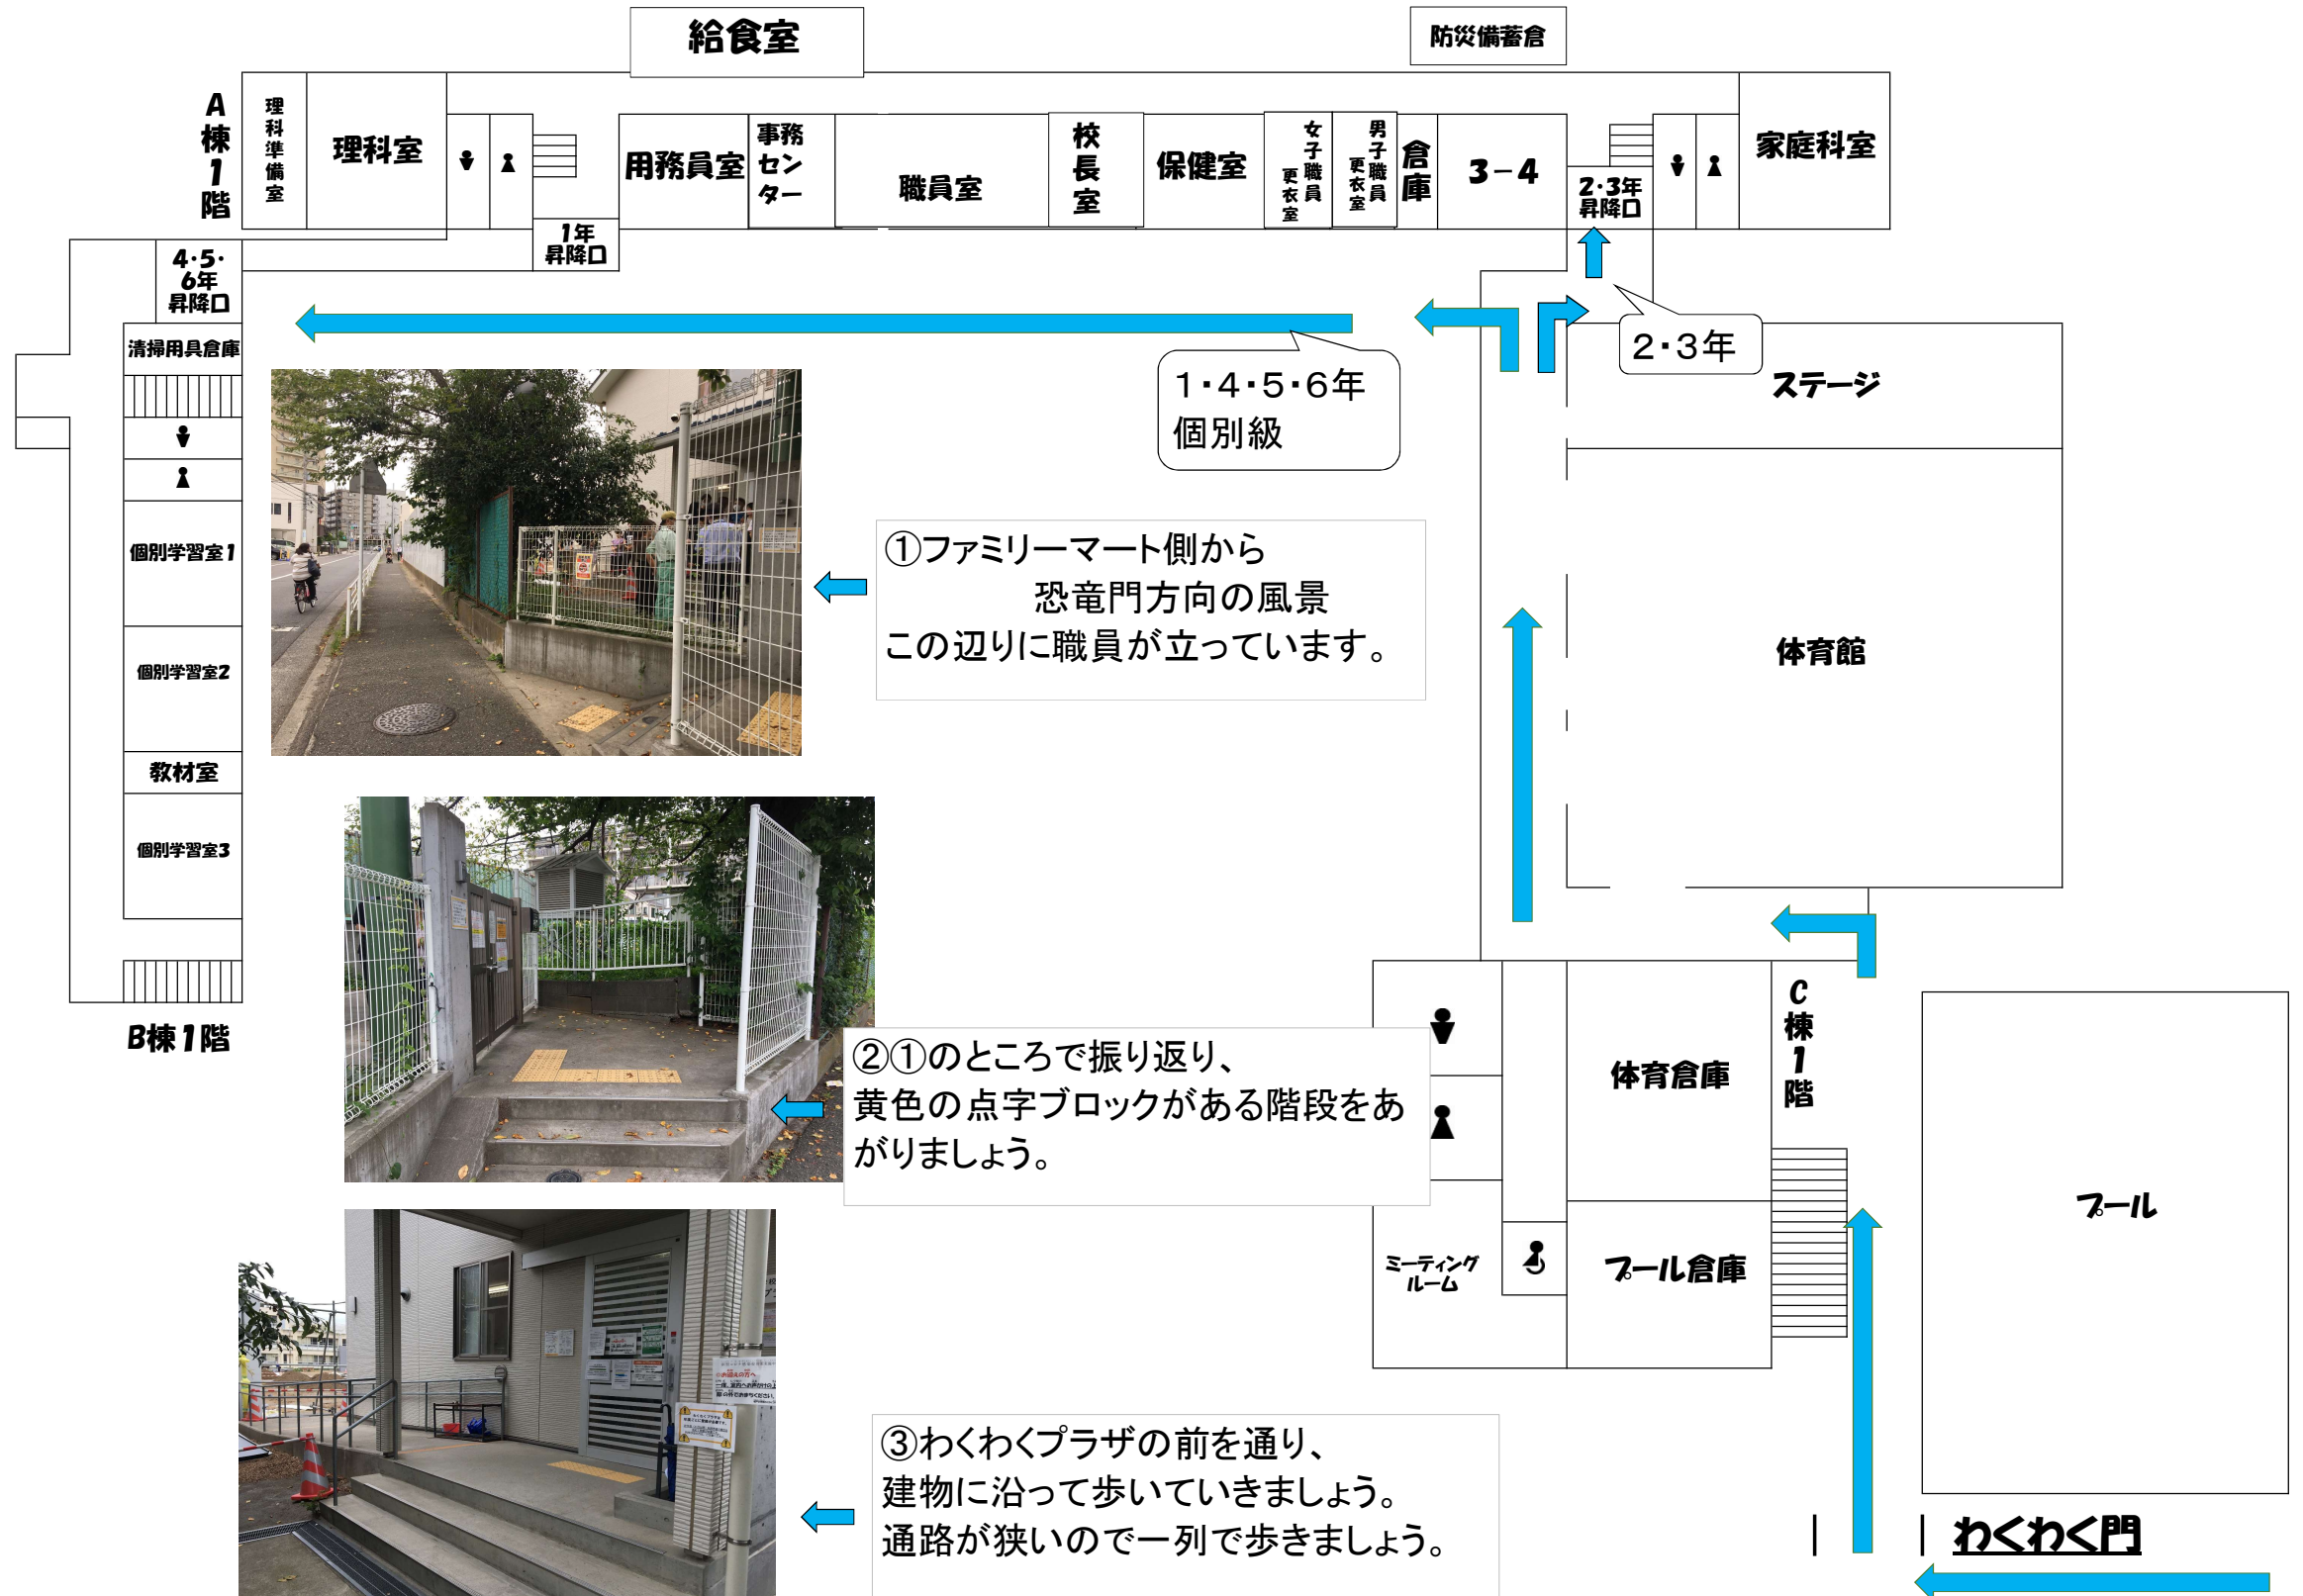 給食室
防災備蓄倉
A棟1階
理科準備室
理科室
用務員室
事務
セン
ター
職員室
校長室
保健室
女子職員
更衣室
男子職員
更衣室
倉庫
3-4
2・3年
昇降口
家庭科室
1年
昇降口
4・5・
6年
昇降口
清掃用具倉庫
個別学習室1
個別学習室2
教材室
個別学習室3
B棟1階
2・3年
1・4・5・6年
個別級
ステージ
体育館
①ファミリーマート側から
恐竜門方向の風景
この辺りに職員が立っています。
②①のところで振り返り、
黄色の点字ブロックがある階段をあ
がりましょう。
C棟1階
体育倉庫
プール倉庫
ミーティング
ルーム
プール
③わくわくプラザの前を通り、
建物に沿って歩いていきましょう。
通路が狭いので一列で歩きましょう。
わくわく門